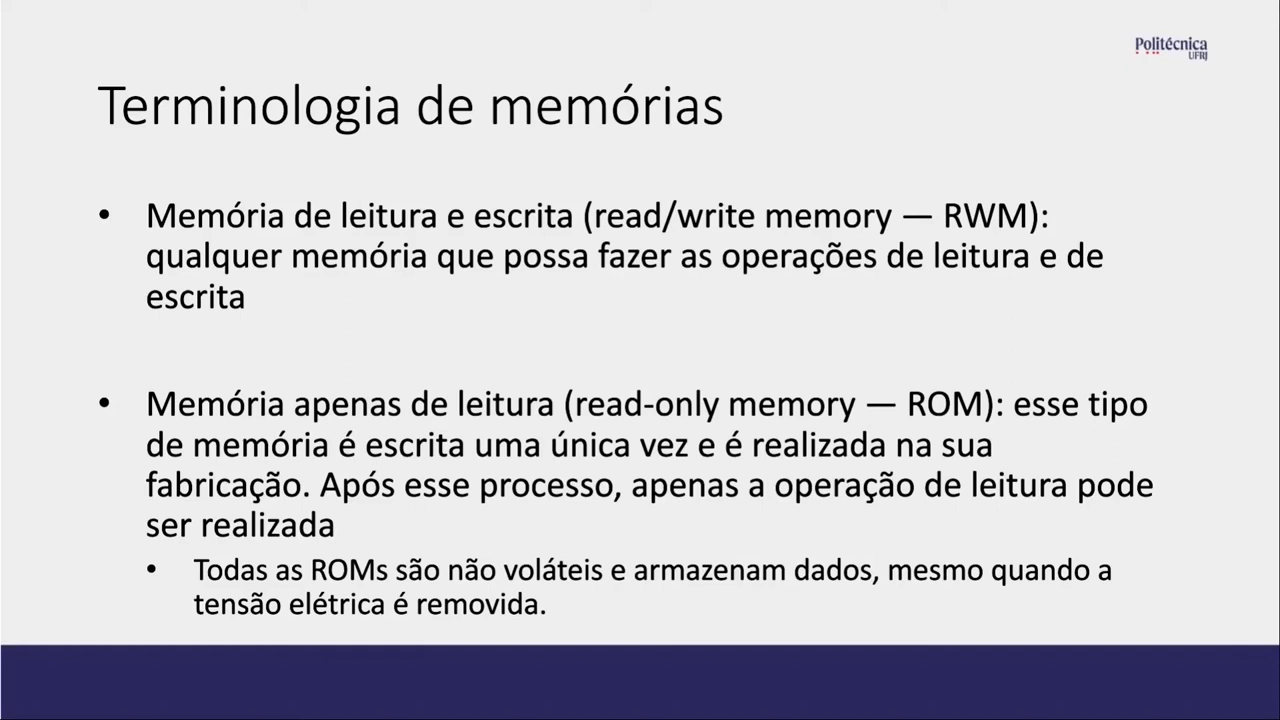 Politécnica
UFRJ
Terminologia de memórias
• Memória de leitura e escrita (read/write memory — RWM):
qualquer memória que possa fazer as operações de leitura e de
escrita
• Memória apenas de leitura (read-only memory — ROM): esse tipo
de memória é escrita uma única vez e é realizada na sua
fabricação. Após esse processo, apenas a operação de leitura pode
ser realizada
• Todas as ROMs são não voláteis e armazenam dados, mesmo quando a
tensão elétrica é removida.